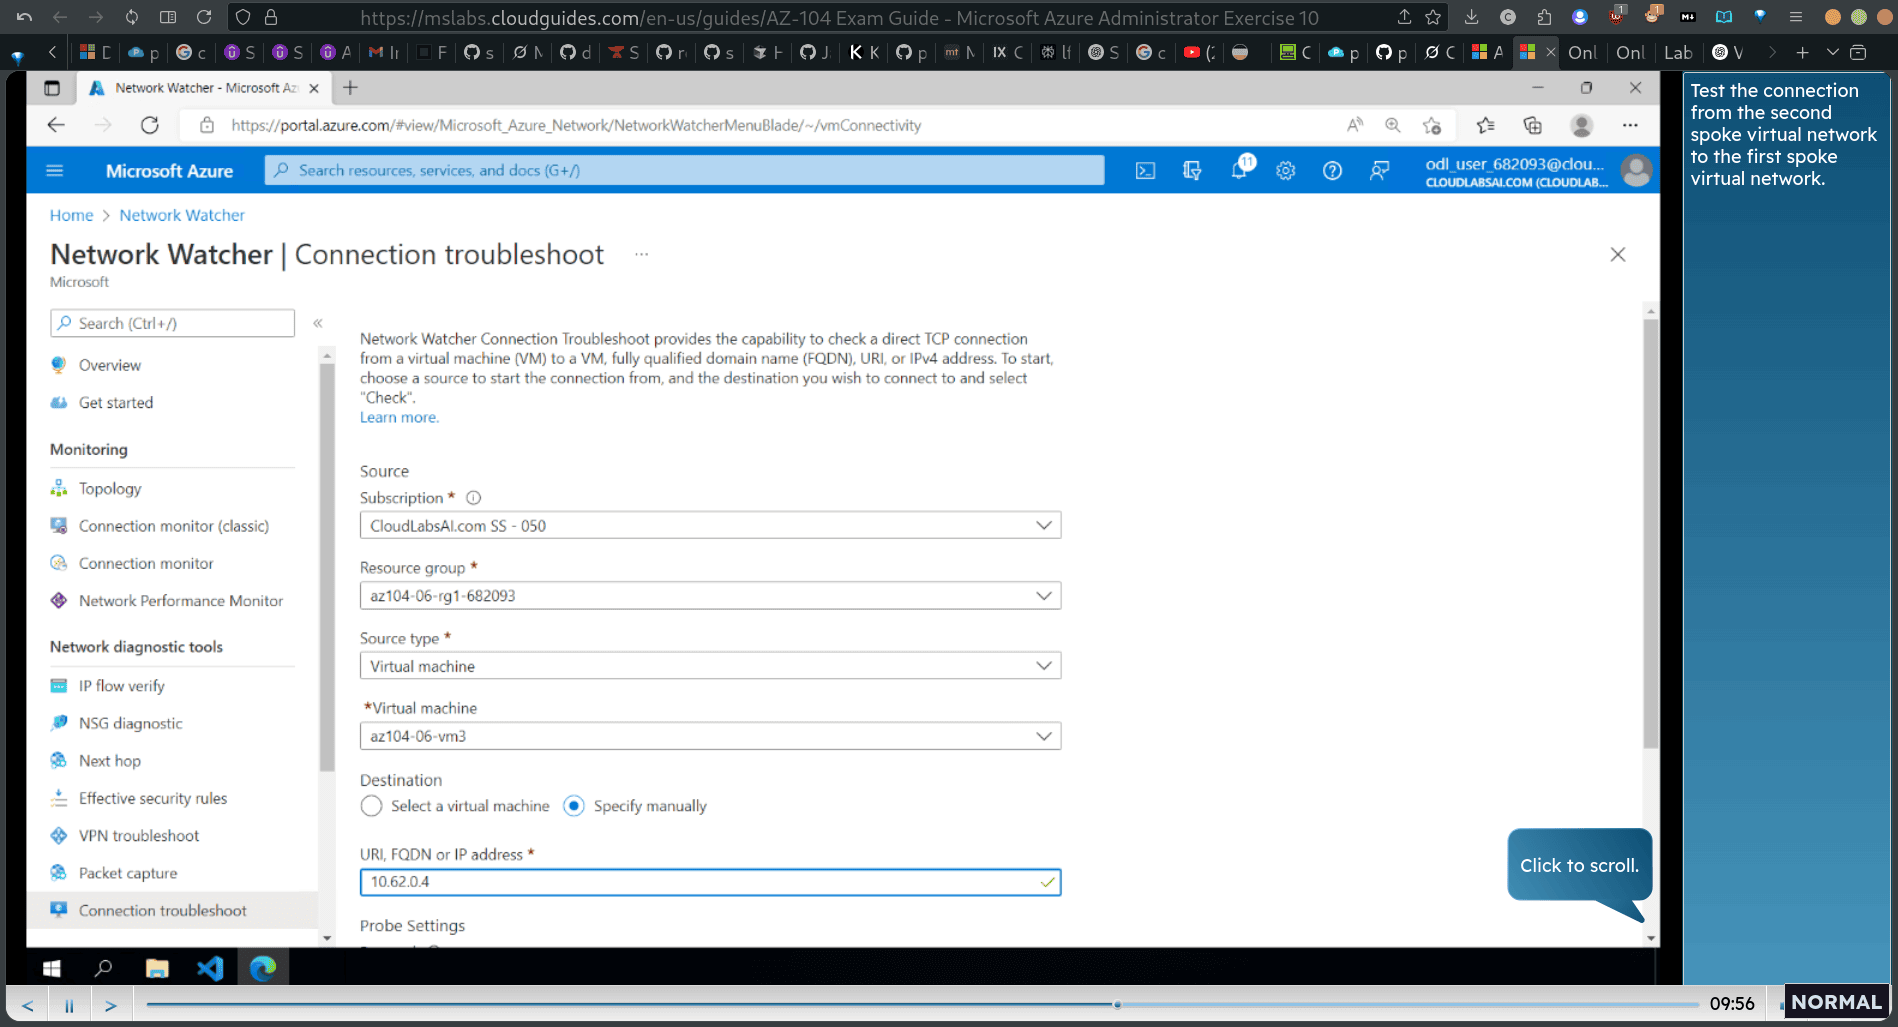 https://mslabs.cloudguides.com/en-us/guides/AZ-104 Exam Guide - Microsoft Azure Administrator Exercise 10
Network Watcher - Microsoft Az
https://portal.azure.com/#view/Microsoft_Azure_Network/NetworkWatcherMenuBlade/~/vmConnectivity
Microsoft Azure
Search resources, services, and docs (G+/)
11
odl_user_682093@clou...
CLOUDLABSAI.COM (CLOUDLAB...
Home > Network Watcher
Network Watcher | Connection troubleshoot
...
Microsoft
Search (Ctrl+/)
«
Overview
Get started
Monitoring
Topology
Connection monitor (classic)
Connection monitor
Network Performance Monitor
Network diagnostic tools
IP flow verify
NSG diagnostic
Next hop
Effective security rules
VPN troubleshoot
Packet capture
Connection troubleshoot
Network Watcher Connection Troubleshoot provides the capability to check a direct TCP connection
from a virtual machine (VM) to a VM, fully qualified domain name (FQDN), URI, or IPv4 address. To start,
choose a source to start the connection from, and the destination you wish to connect to and select
"Check".
Learn more.
Source
Subscription *
CloudLabsAI.com SS - 050
Resource group *
az104-06-rg1-682093
Source type *
Virtual machine
*Virtual machine
az104-06-vm3
Destination
Select a virtual machine
Specify manually
URI, FQDN or IP address *
10.62.0.4
Probe Settings
Click to scroll.
Test the connection
from the second
spoke virtual network
to the first spoke
virtual network.
09:56
NORMAL